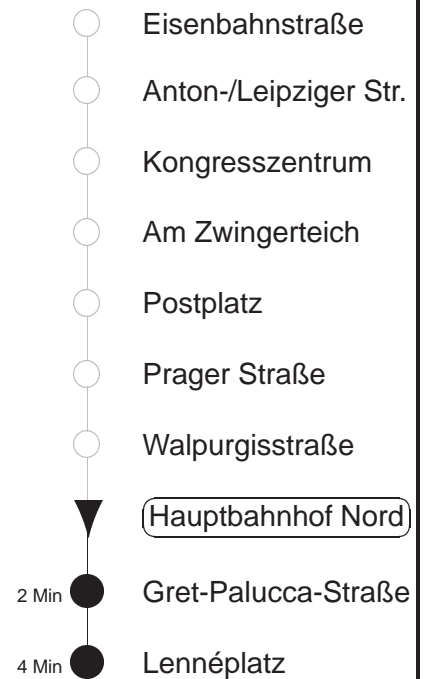 Eisenbahnstraße
Anton-/Leipziger Str.
Kongresszentrum
Am Zwingerteich
Postplatz
Prager Straße
Walpurgisstraße
Hauptbahnhof Nord
2 Min Gret-Palucca-Straße
4 Min Lennéplatz